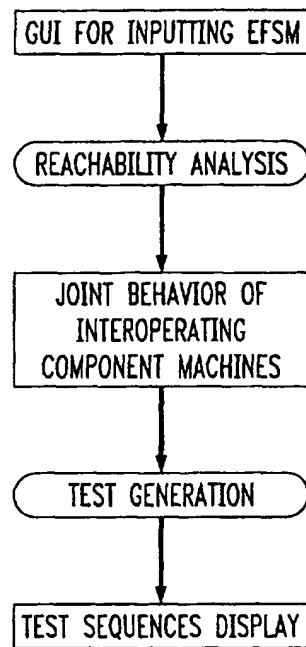 GUI FOR INPUTTING EFSM
REACHABILITY ANALYSIS
JOINT BEHAVIOR OF
INTEROPERATING
COMPONENT MACHINES
TEST GENERATION
TEST SEQUENCES DISPLAY